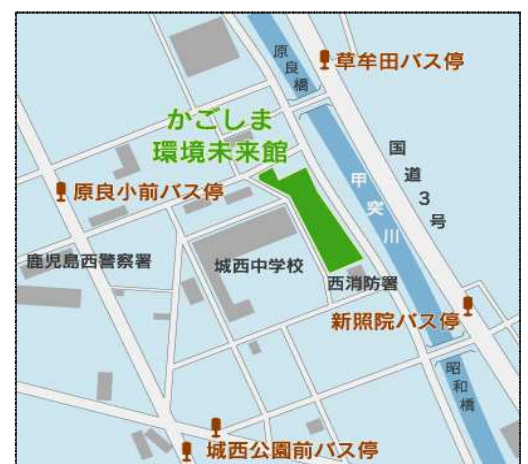 原良橋
草牟田バス停
かごしま
環境未来館
国道3号
甲突川
原良小前バス停
鹿児島西警察署
城西中学校
西消防署
新照院バス停
昭和橋
城西公園前バス停